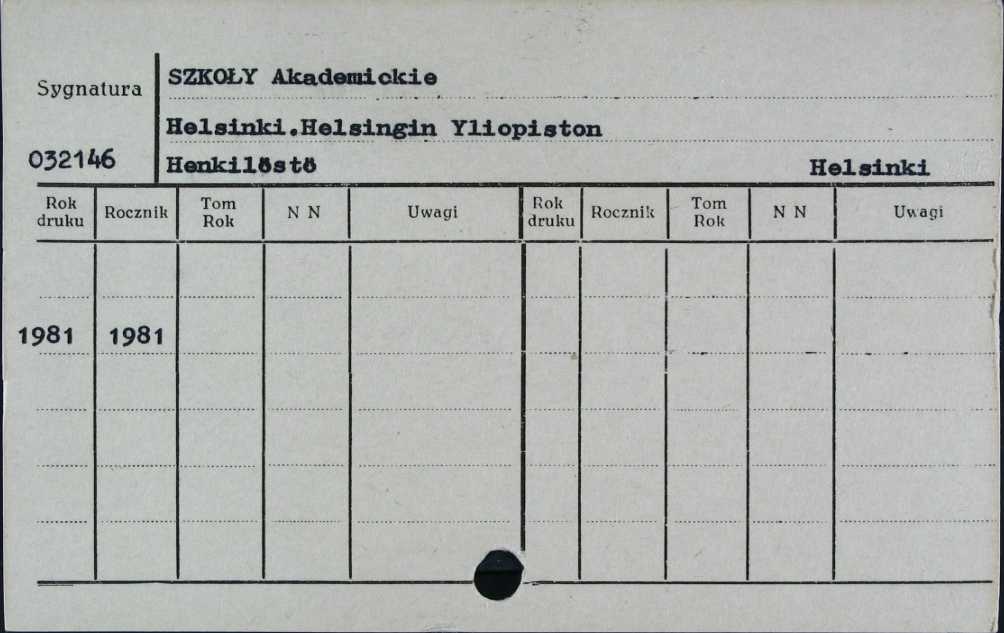 SZKOŁY Akademickie
Sygnatura
Helsinki.Helsingin Yliopiston
032146
Henkilöstö Helsinki
Rok druku Rocznik Tom Rok N N Uwagi Rok druku Rocznik Tom Rok N N Uwagi
1981 1981